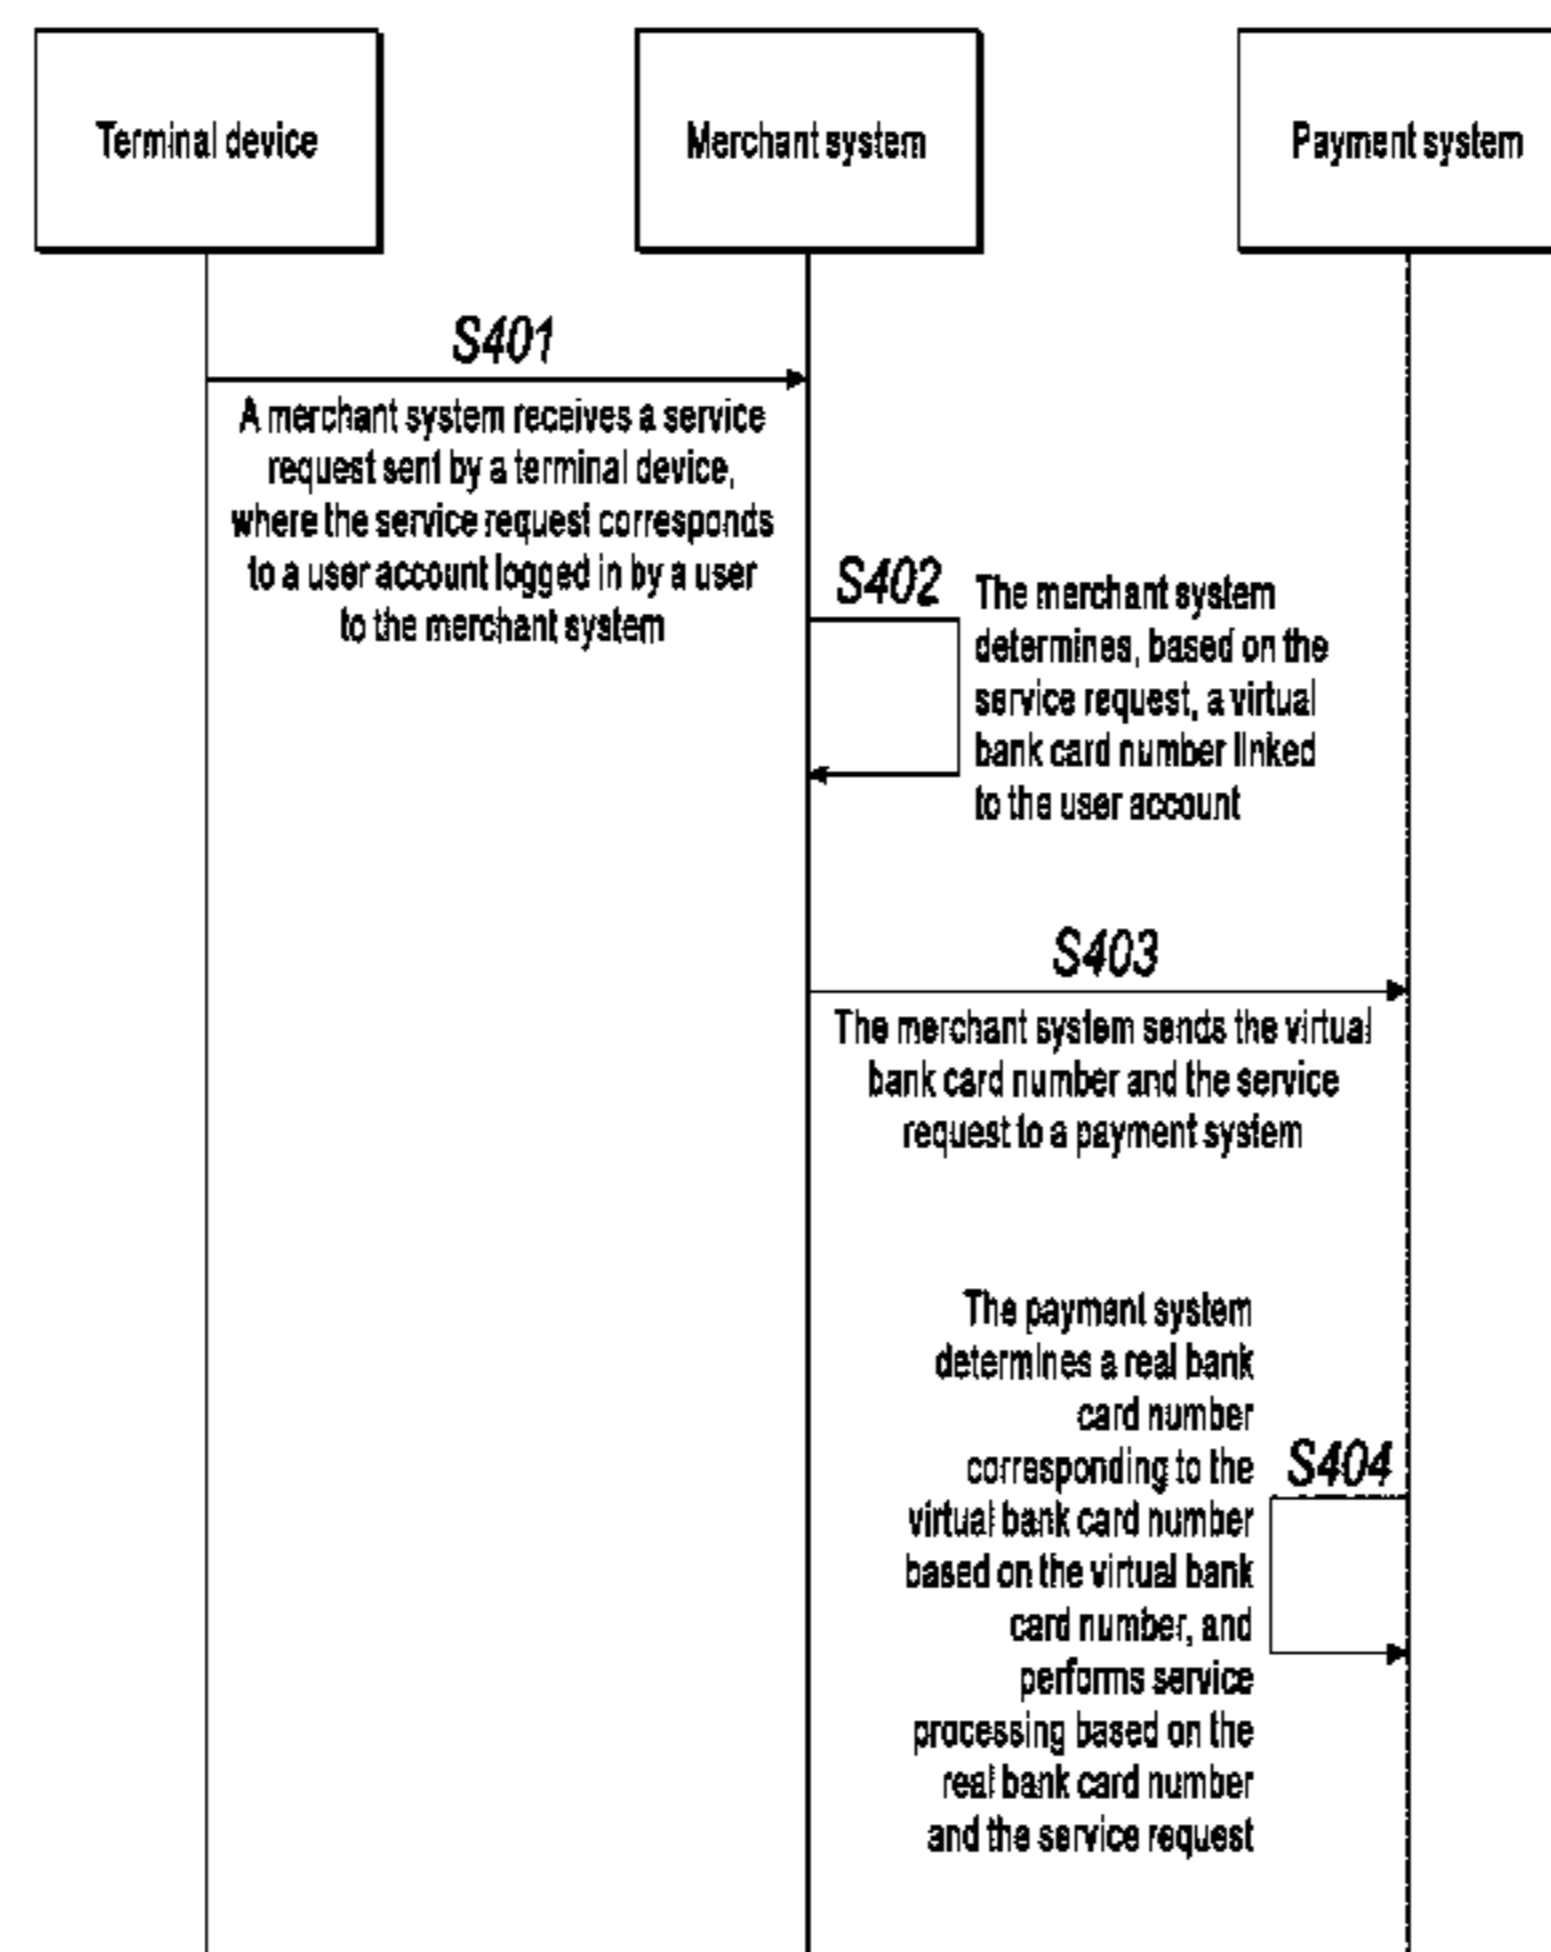 Terminal device
Merchant system
Payment system
S401
A merchant system receives a service
request sent by a terminal device,
where the service request corresponds
to a user account logged in by a user
to the merchant system
S402
The merchant system
determines, based on the
service request, a virtual
bank card number linked
to the user account
S403
The merchant system sends the virtual
bank card number and the service
request to a payment system
The payment system
determines a real bank
card number
corresponding to the
virtual bank card number
based on the virtual bank
card number, and
performs service
processing based on the
real bank card number
and the service request
S404